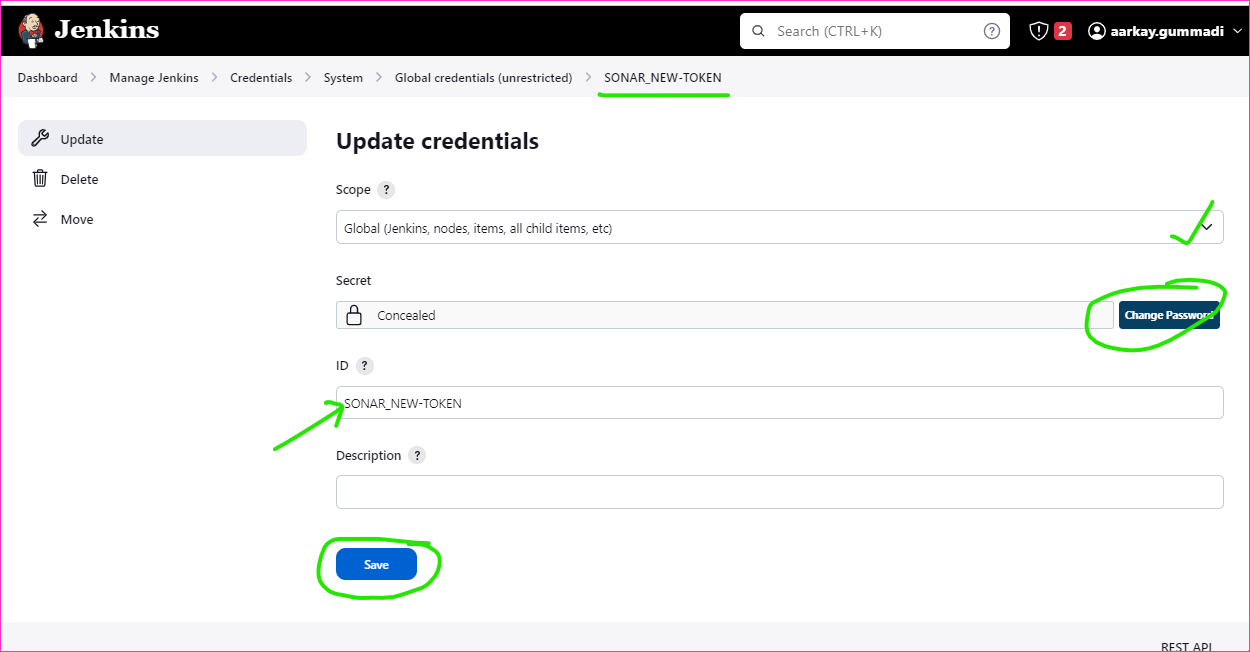 Jenkins
Search (CTRL+K)
?
2
aarkay.gummadi
Dashboard
Manage Jenkins
Credentials
System
Global credentials (unrestricted)
SONAR_NEW-TOKEN
Update
Delete
Move
Update credentials
Scope ?
Global (Jenkins, nodes, items, all child items, etc)
Secret
Concealed
Change Password
ID ?
SONAR_NEW-TOKEN
Description ?
Save
REST API